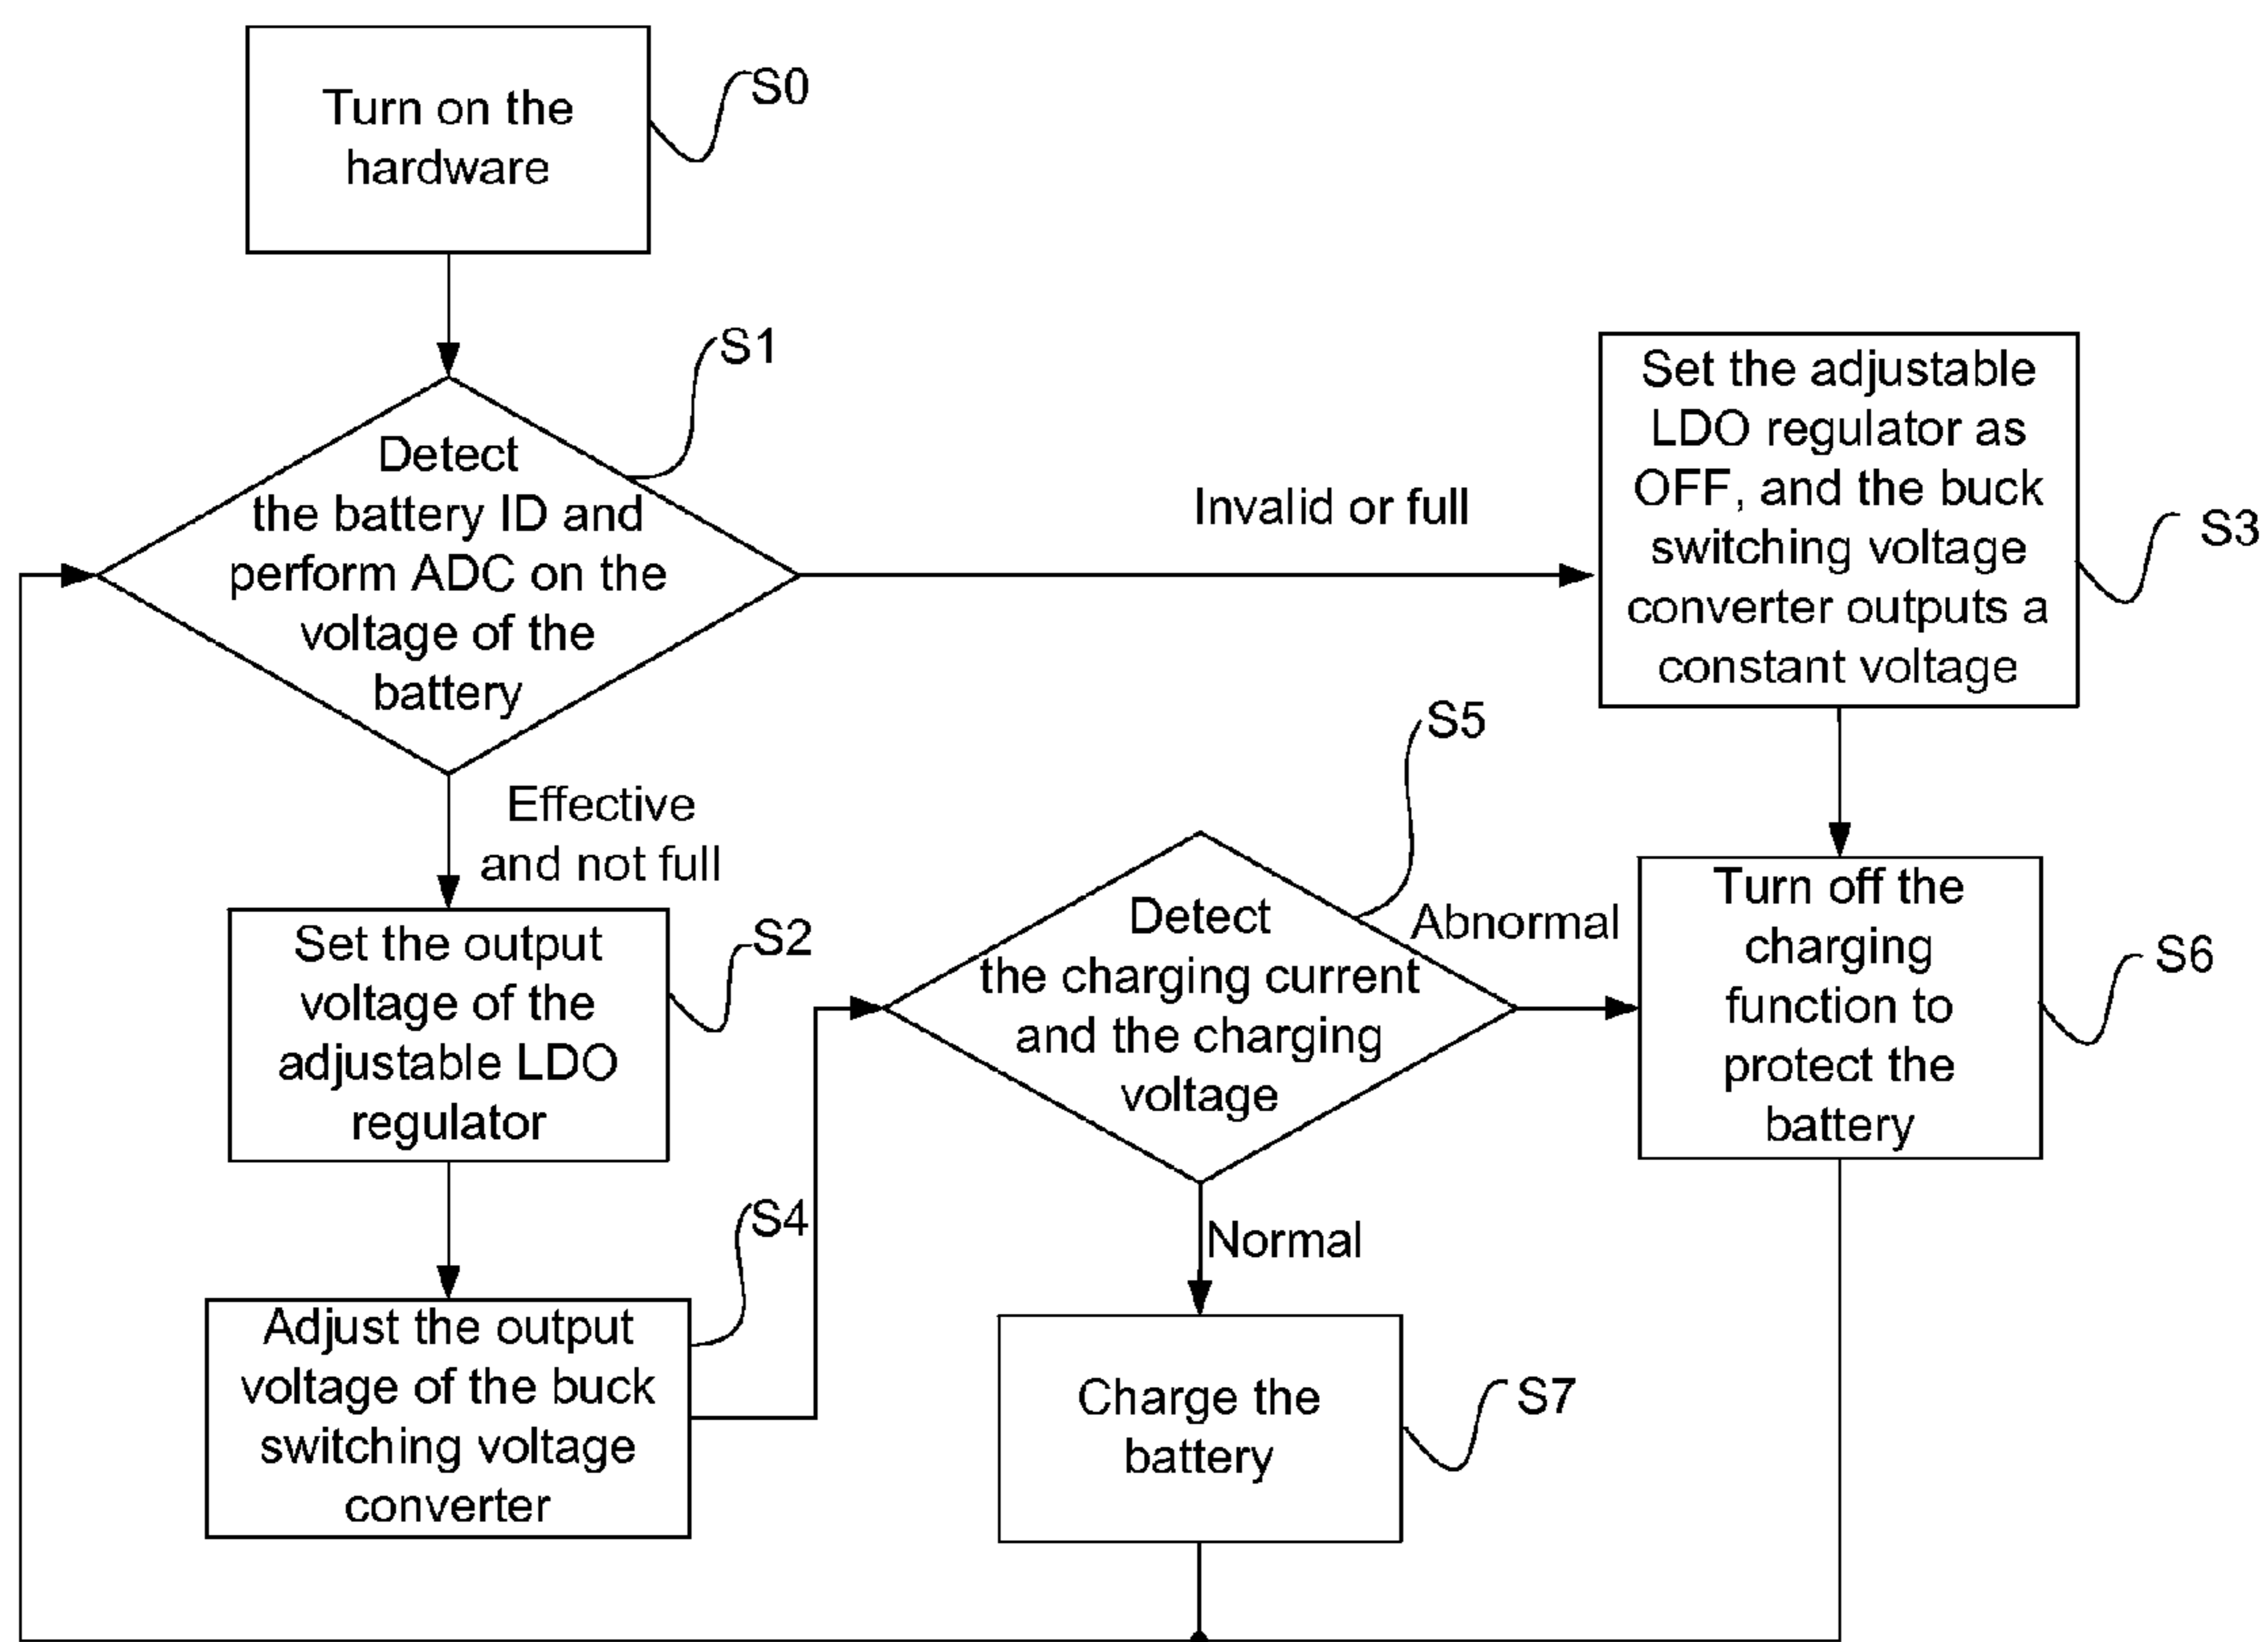 Turn on the
hardware
S0
Detect
the battery ID and
perform ADC on the
voltage of the
battery
S1
Invalid or full
Set the adjustable
LDO regulator as
OFF, and the buck
switching voltage
converter outputs a
constant voltage
S3
Effective
and not full
Set the output
voltage of the
adjustable LDO
regulator
S2
Adjust the output
voltage of the buck
switching voltage
converter
S4
Detect
the charging current
and the charging
voltage
S5
Abnormal
Turn off the
charging
function to
protect the
battery
S6
Normal
Charge the
battery
S7